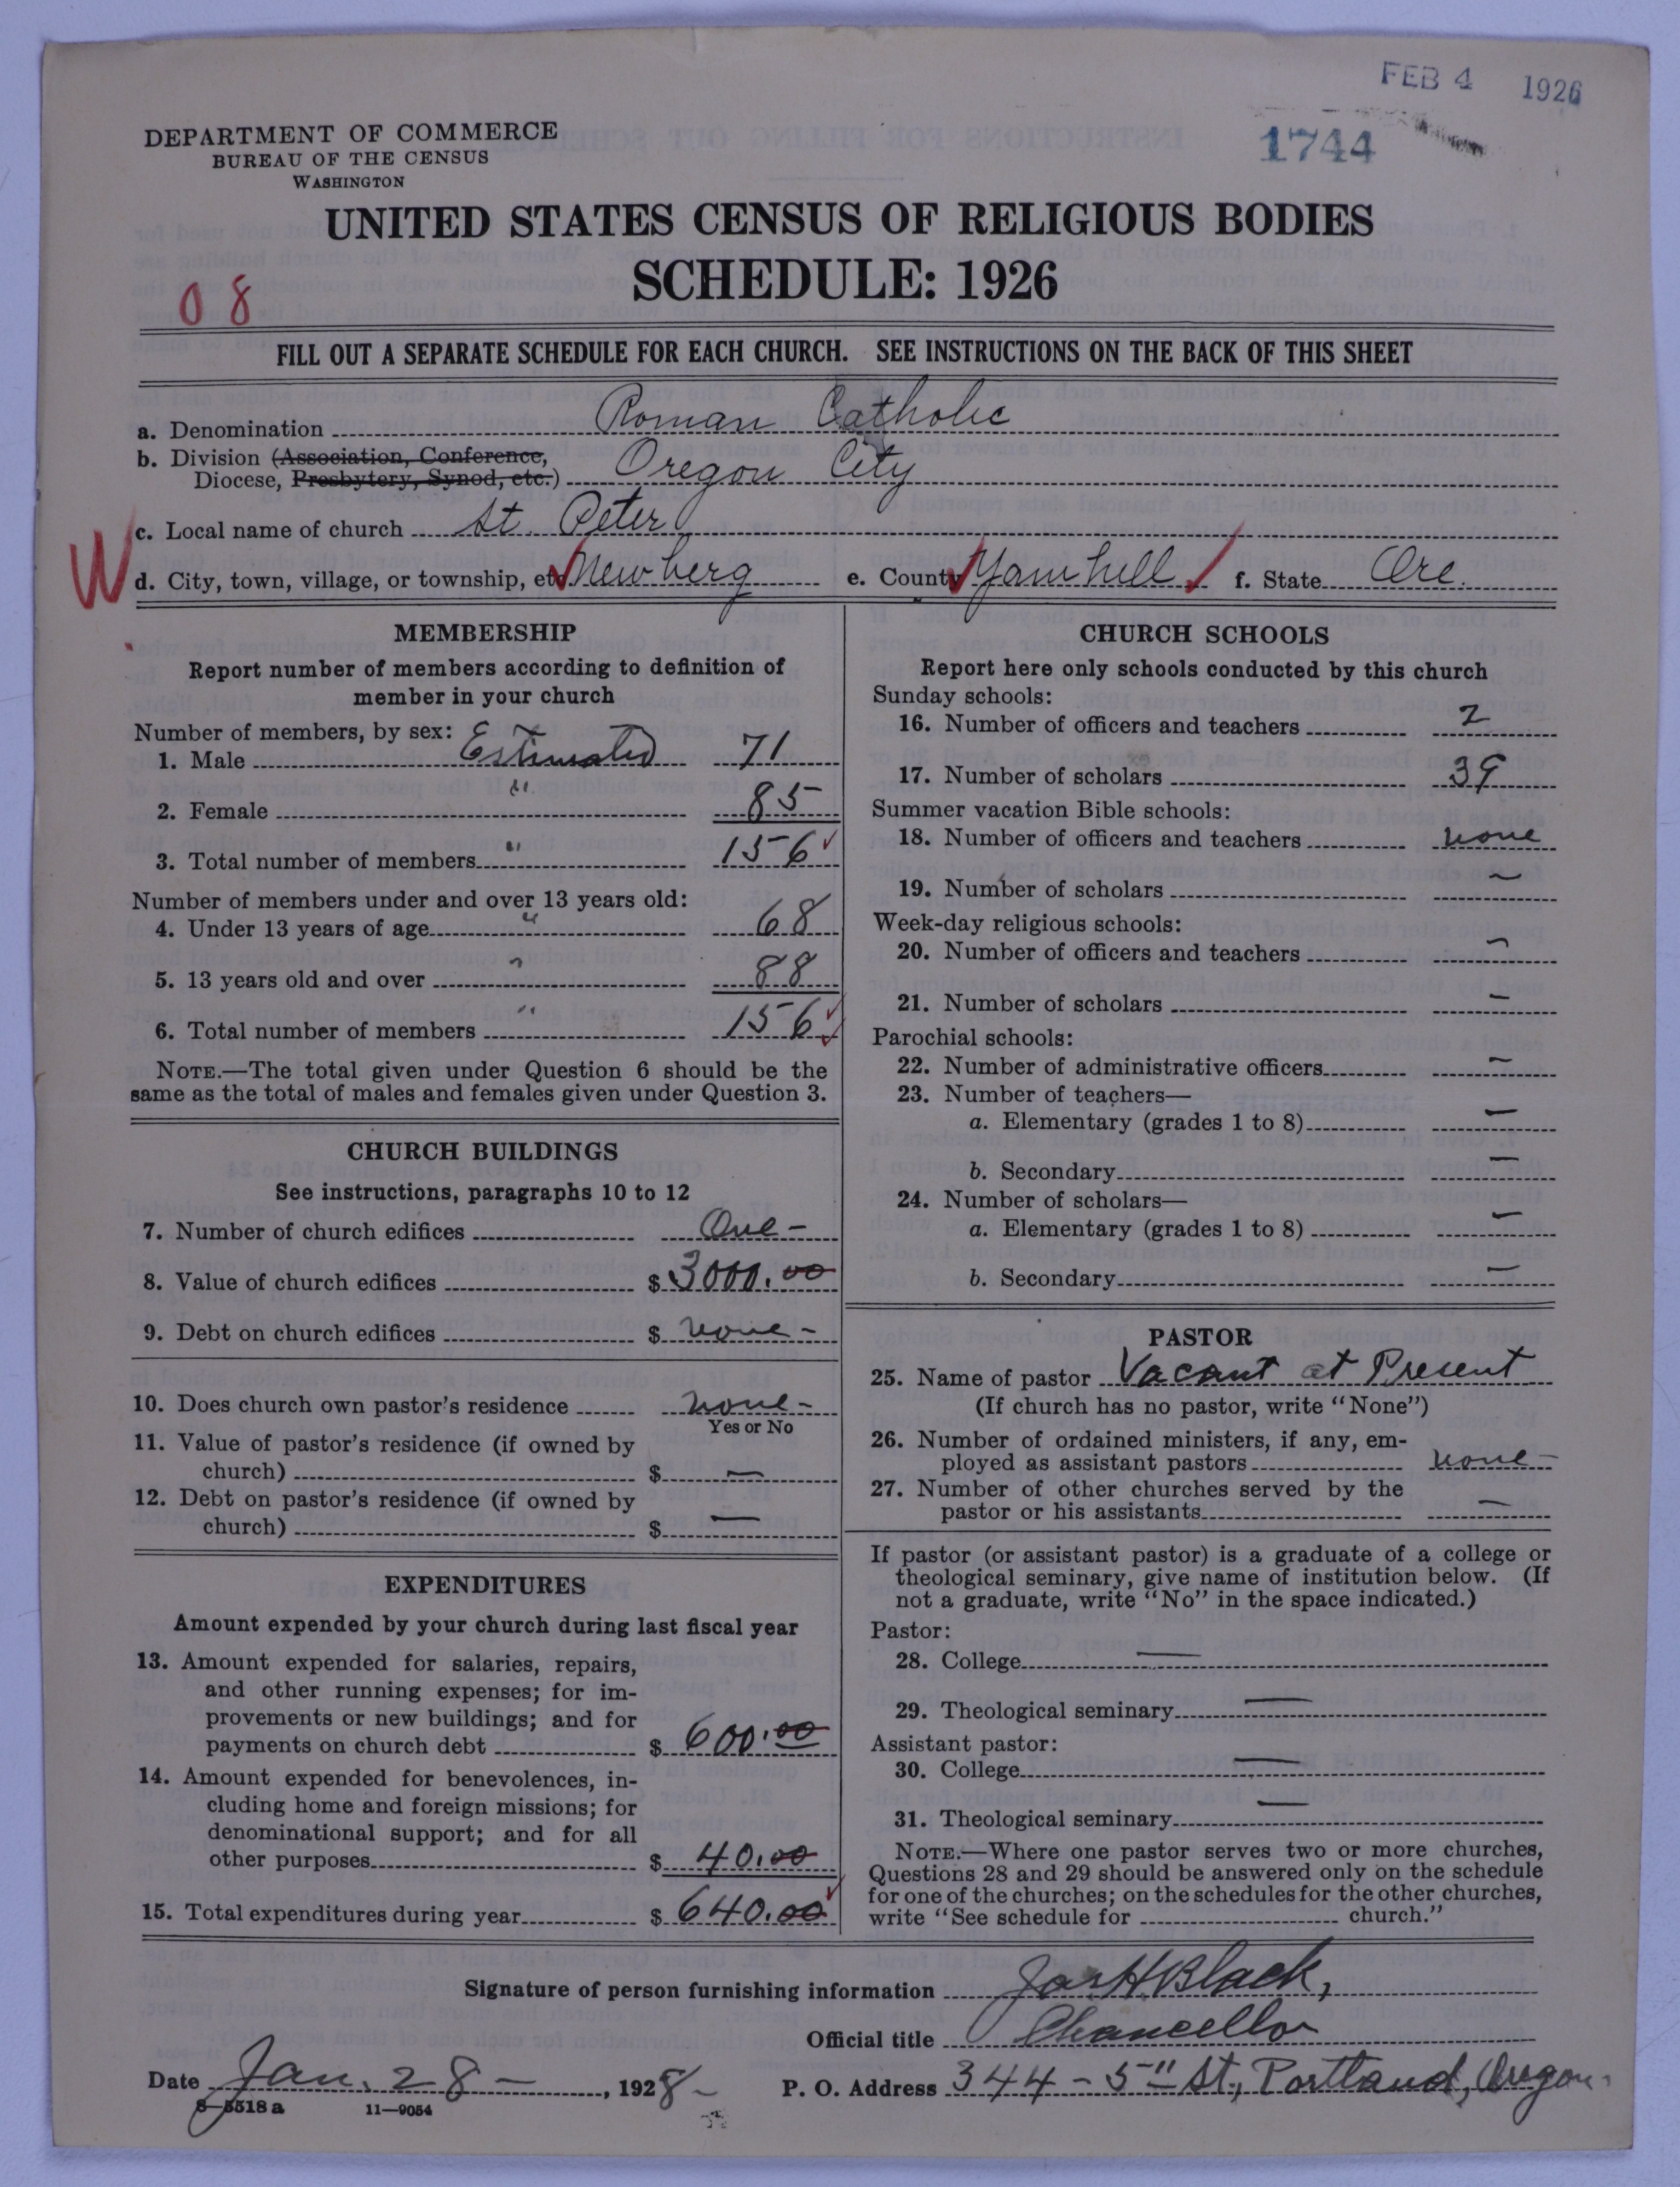 FEB 4 1926
1744
DEPARTMENT OF COMMERCE
BUREAU OF THE CENSUS
WASHINGTON
UNITED STATES CENSUS OF RELIGIOUS BODIES
SCHEDULE: 1926
08
FILL OUT A SEPARATE SCHEDULE FOR EACH CHURCH. SEE INSTRUCTIONS ON THE BACK OF THIS SHEET
a. Denomination Roman Catholic
b. Division (Association, Conference,
Diocese, Presbytery, Synod, etc.) Oregon City
c. Local name of church St. Peter
W
d. City, town, village, or township, etc. Newberg e. County Yamhill f. State Ore.
MEMBERSHIP
Report number of members according to definition of
member in your church
Number of members, by sex:
1. Male Estimated 71
2. Female " 85
3. Total number of members " 156
Number of members under and over 13 years old:
4. Under 13 years of age " 68
5. 13 years old and over " 88
6. Total number of members " 156
NOTE.—The total given under Question 6 should be the
same as the total of males and females given under Question 3.
CHURCH BUILDINGS
See instructions, paragraphs 10 to 12
7. Number of church edifices One -
8. Value of church edifices $ 3000.00
9. Debt on church edifices $ none -
10. Does church own pastor's residence none -
Yes or No
11. Value of pastor's residence (if owned by
church) $ —
12. Debt on pastor's residence (if owned by
church) $ —
EXPENDITURES
Amount expended by your church during last fiscal year
13. Amount expended for salaries, repairs,
and other running expenses; for im-
provements or new buildings; and for
payments on church debt $ 600.00
14. Amount expended for benevolences, in-
cluding home and foreign missions; for
denominational support; and for all
other purposes $ 40.00
15. Total expenditures during year $ 640.00
CHURCH SCHOOLS
Report here only schools conducted by this church
Sunday schools:
16. Number of officers and teachers 2
17. Number of scholars 39
Summer vacation Bible schools:
18. Number of officers and teachers none
19. Number of scholars —
Week-day religious schools:
20. Number of officers and teachers —
21. Number of scholars —
Parochial schools:
22. Number of administrative officers —
23. Number of teachers—
a. Elementary (grades 1 to 8) —
b. Secondary —
24. Number of scholars—
a. Elementary (grades 1 to 8) —
b. Secondary —
PASTOR
25. Name of pastor Vacant at Present
(If church has no pastor, write "None")
26. Number of ordained ministers, if any, em-
ployed as assistant pastors none -
27. Number of other churches served by the
pastor or his assistants —
If pastor (or assistant pastor) is a graduate of a college or
theological seminary, give name of institution below. (If
not a graduate, write "No" in the space indicated.)
Pastor:
28. College —
29. Theological seminary —
Assistant pastor:
30. College —
31. Theological seminary —
NOTE.—Where one pastor serves two or more churches,
Questions 28 and 29 should be answered only on the schedule
for one of the churches; on the schedules for the other churches,
write "See schedule for church."
Signature of person furnishing information Jas. H. Black,
Official title Chancellor
Date Jan. 28 -, 1928 - P. O. Address 344 - 5" St., Portland, Oregon.
8—5518 a 11—9054